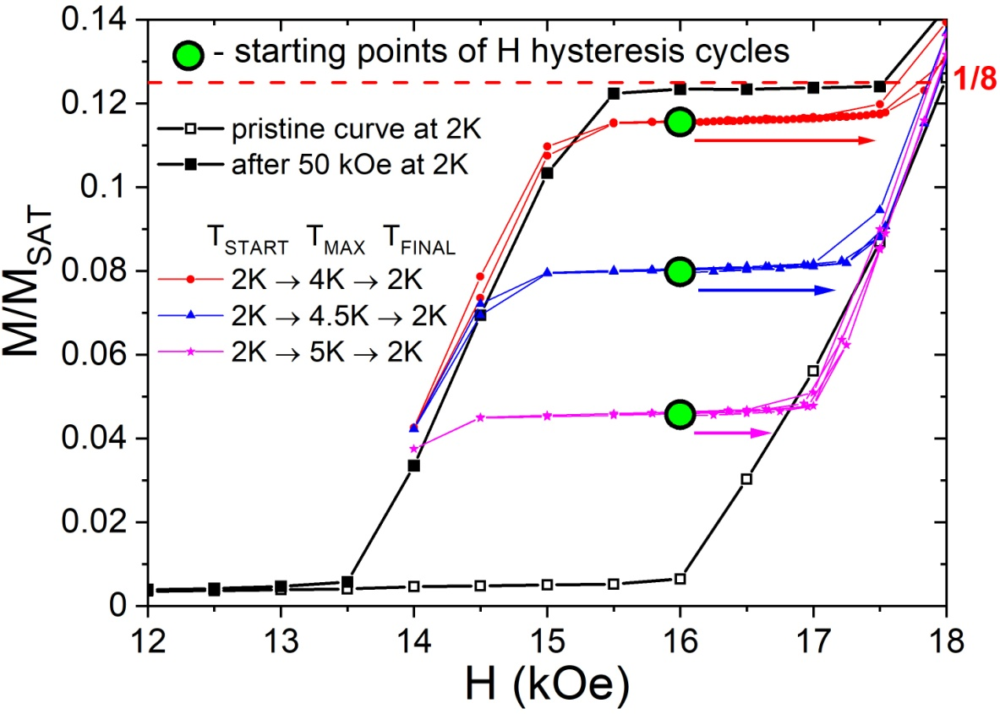 0.14
- starting points of H hysteresis cycles
1/8
0.12
pristine curve at 2K
after 50 kOe at 2K
0.1
T_START T_MAX T_FINAL
0.08
2K → 4K → 2K
2K → 4.5K → 2K
2K → 5K → 2K
0.06
0.04
0.02
0
M/M_SAT
12 13 14 15 16 17 18
H (kOe)